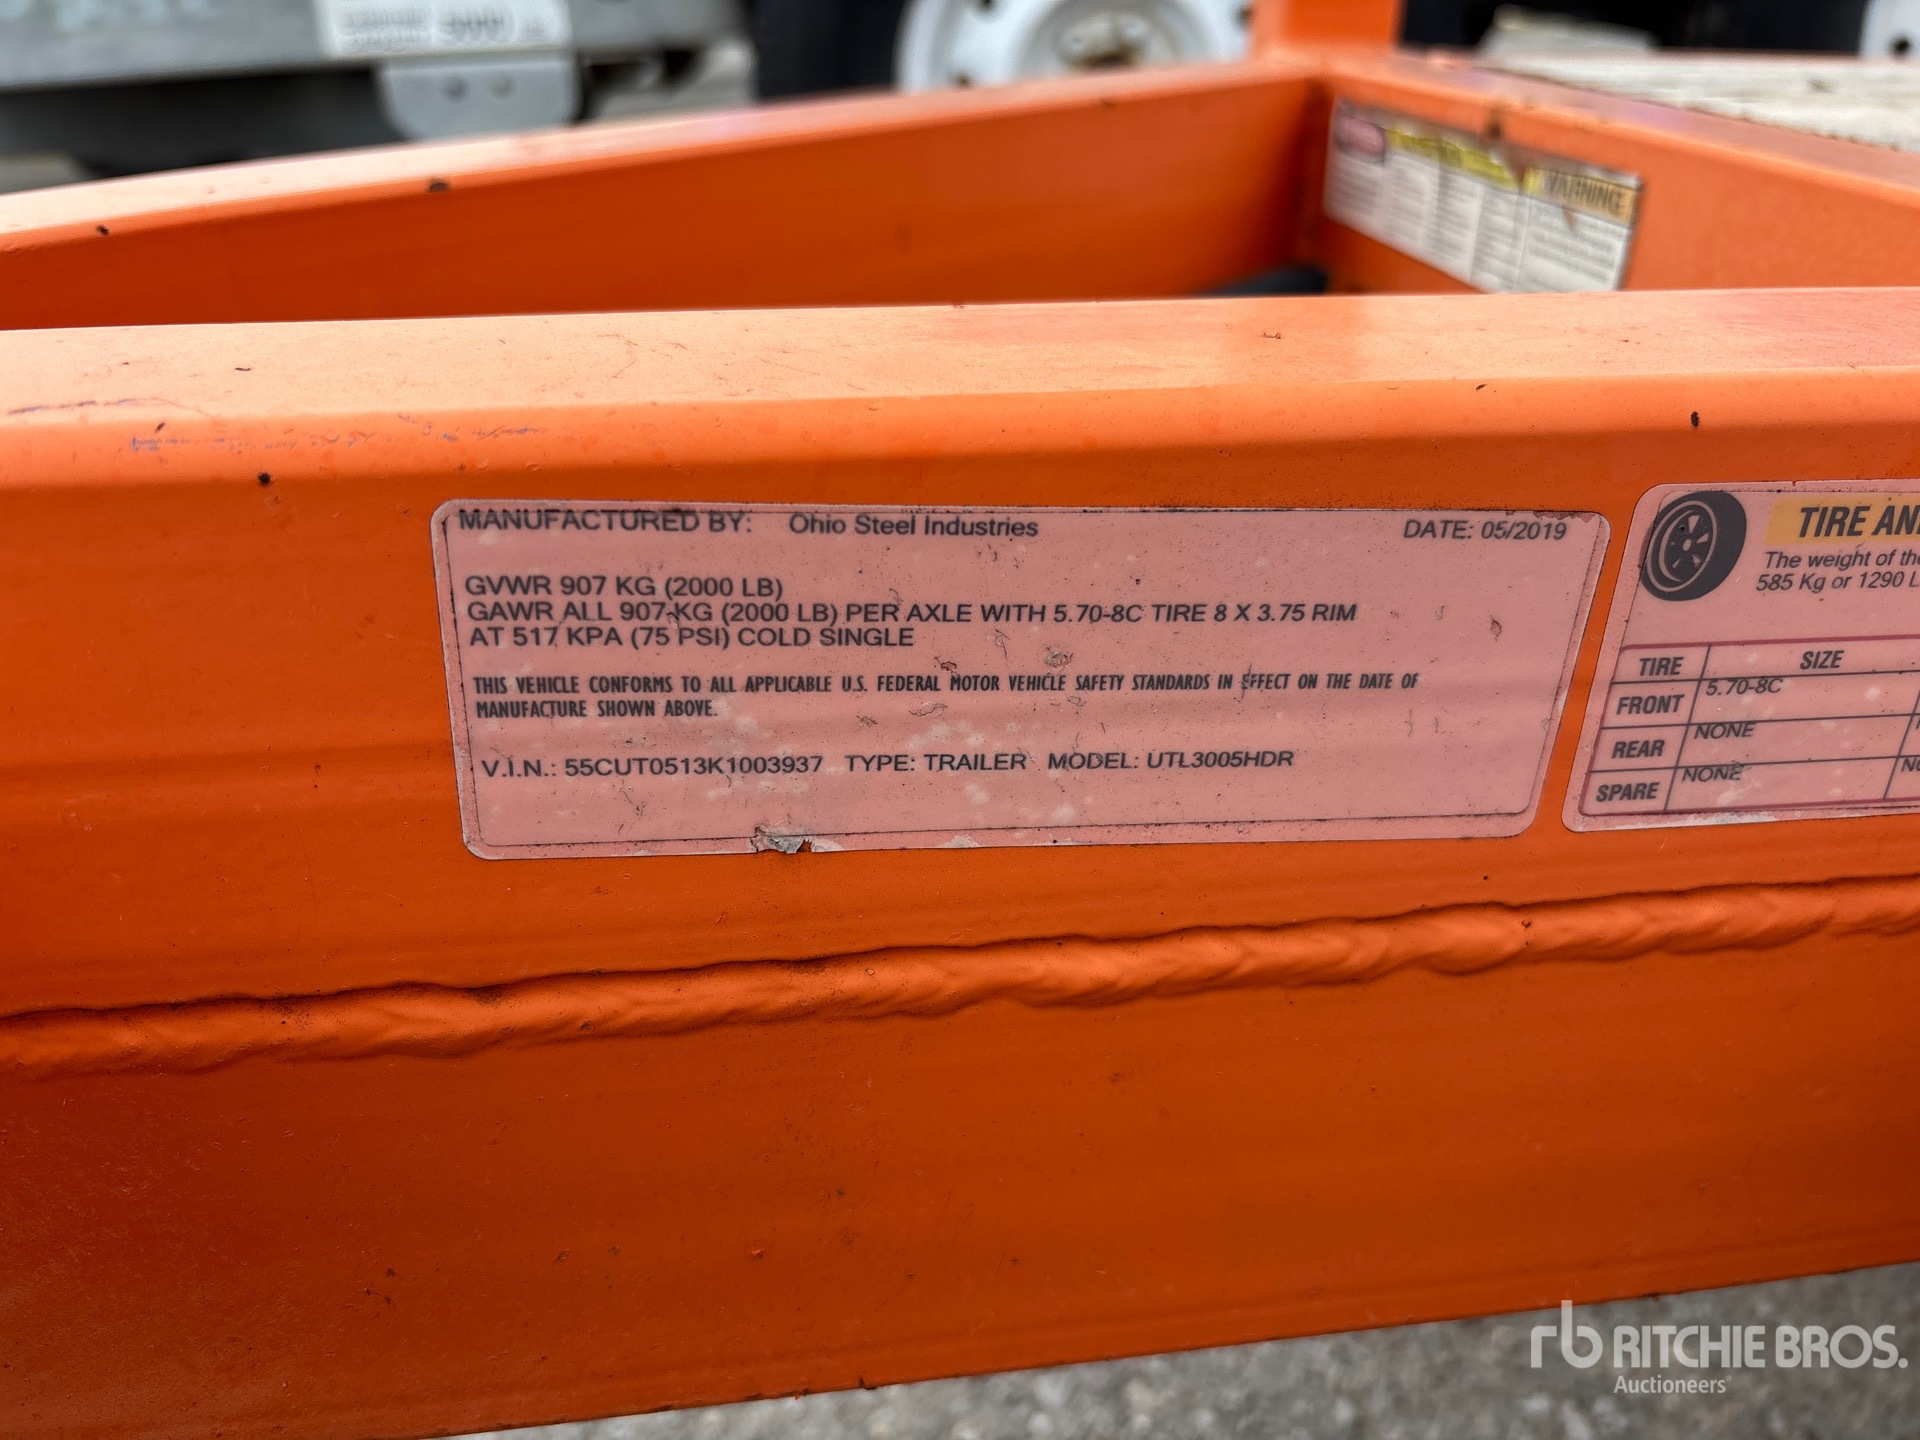 WARNING
MANUFACTURED BY: Ohio Steel Industries DATE: 05/2019
GVWR 907 KG (2000 LB)
GAWR ALL 907-KG (2000 LB) PER AXLE WITH 5.70-8C TIRE 8 X 3.75 RIM
AT 517 KPA (75 PSI) COLD SINGLE
THIS VEHICLE CONFORMS TO ALL APPLICABLE U.S. FEDERAL MOTOR VEHICLE SAFETY STANDARDS IN EFFECT ON THE DATE OF
MANUFACTURE SHOWN ABOVE.
V.I.N.: 55CUT0513K1003937 TYPE: TRAILER MODEL: UTL3005HDR
TIRE AN
The weight of the
585 Kg or 1290 L
TIRE SIZE
FRONT 5.70-8C
REAR NONE
SPARE NONE
rb RITCHIE BROS.
Auctioneers